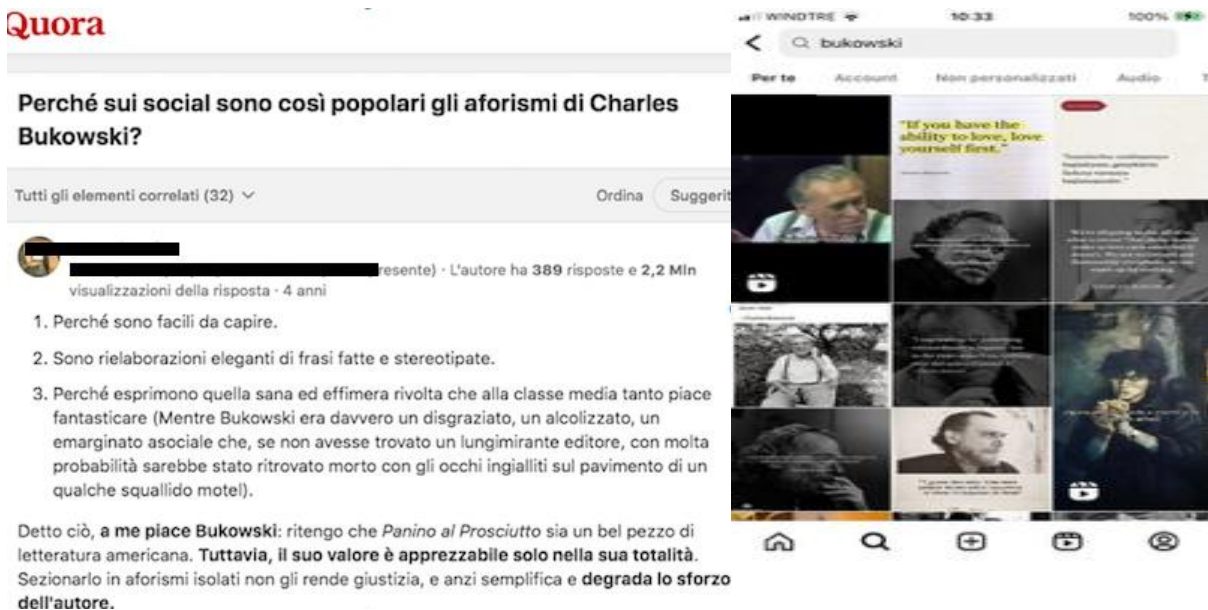 Quora
Perché sui social sono così popolari gli aforismi di Charles
Bukowski?
Tutti gli elementi correlati (32)
Ordina
Suggerit
resente) · L'autore ha 389 risposte e 2,2 Mln
visualizzazioni della risposta · 4 anni
1. Perché sono facili da capire.
2. Sono rielaborazioni eleganti di frasi fatte e stereotipate.
3. Perché esprimono quella sana ed effimera rivolta che alla classe media tanto piace
fantasticare (Mentre Bukowski era davvero un disgraziato, un alcolizzato, un
emarginato asociale che, se non avesse trovato un lungimirante editore, con molta
probabilità sarebbe stato ritrovato morto con gli occhi ingialliti sul pavimento di un
qualche squallido motel).
Detto ciò, a me piace Bukowski: ritengo che Panino al Prosciutto sia un bel pezzo di
letteratura americana. Tuttavia, il suo valore è apprezzabile solo nella sua totalità.
Sezionarlo in aforismi isolati non gli rende giustizia, e anzi semplifica e degrada lo sforzo
dell'autore.
WINDTRE 10:33 100%
bukowski
Per te Account Non personalizzati Audio
"If you have the
ability to love, love
yourself first."